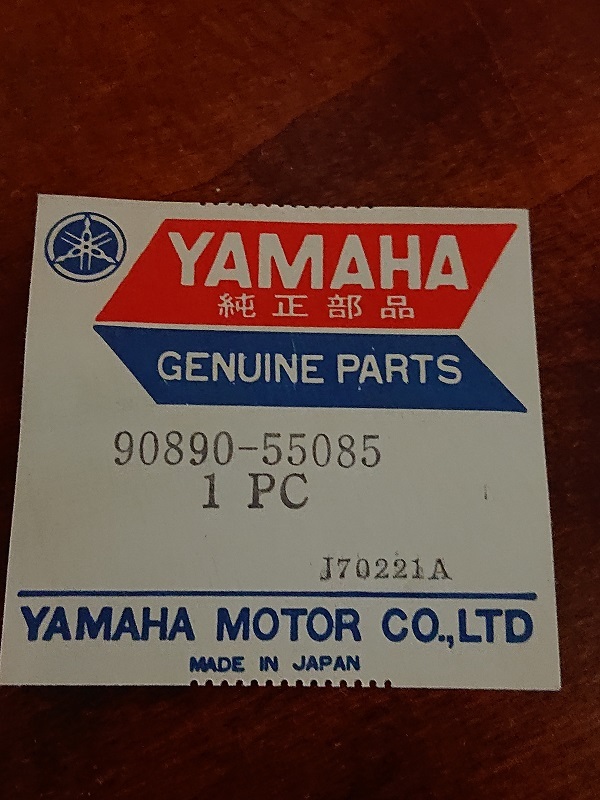 YAMAHA
純正部品
GENUINE PARTS
90890-55085
1 PC
J70221A
YAMAHA MOTOR CO.,LTD
MADE IN JAPAN